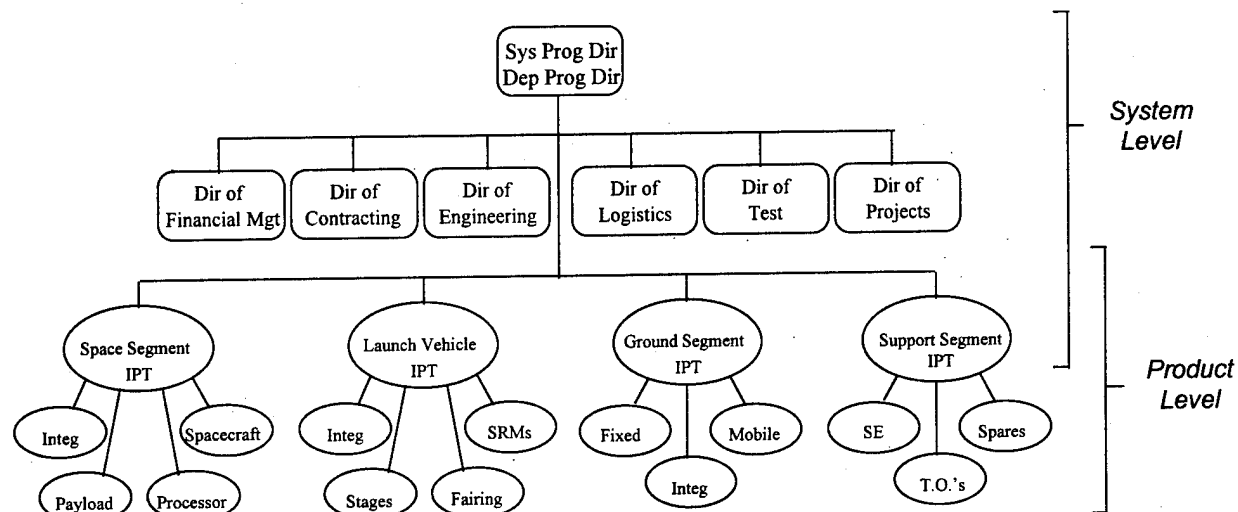 Sys Prog Dir
Dep Prog Dir
System
Level
Dir of
Financial Mgt
Dir of
Contracting
Dir of
Engineering
Dir of
Logistics
Dir of
Test
Dir of
Projects
Space Segment
IPT
Launch Vehicle
IPT
Ground Segment
IPT
Support Segment
IPT
Product
Level
Integ
Spacecraft
Integ
SRMs
Fixed
Mobile
SE
Spares
Payload
Processor
Stages
Fairing
Integ
T.O.'s